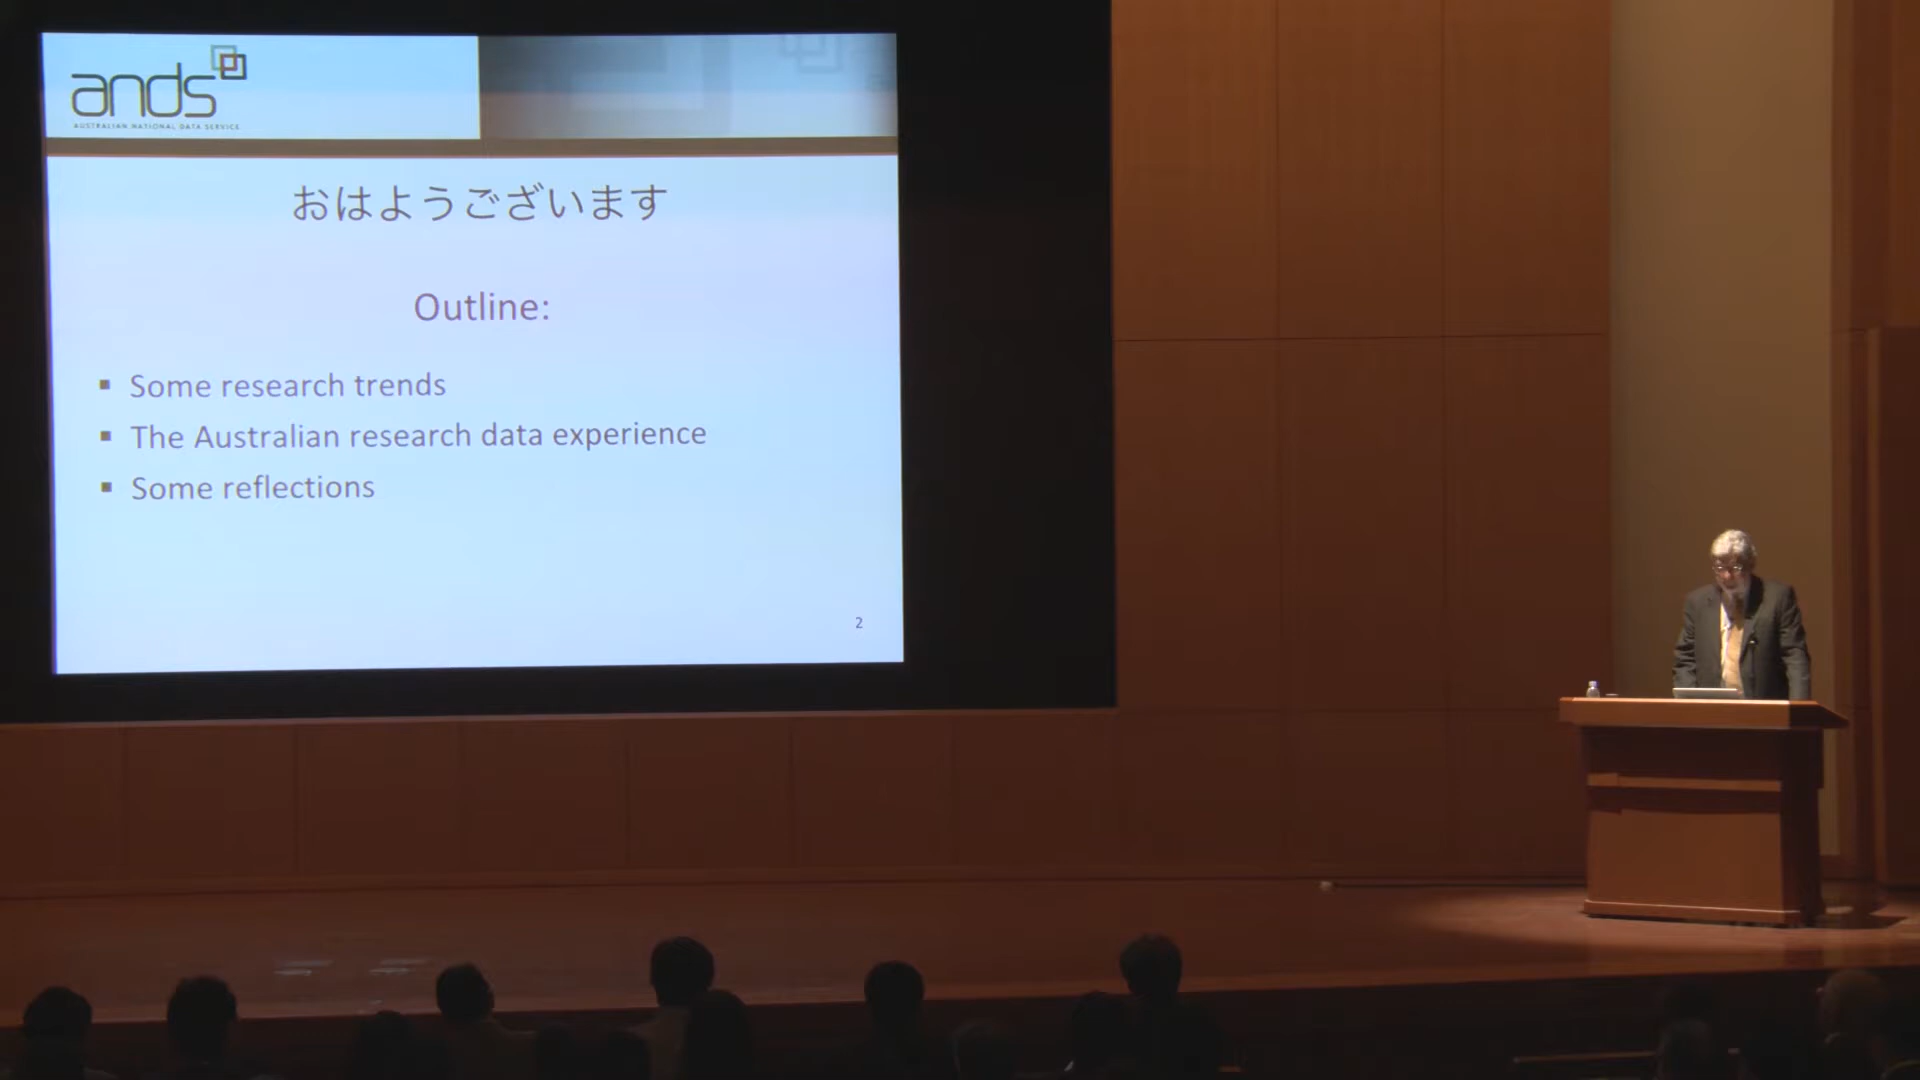 ands
AUSTRALIAN NATIONAL DATA SERVICE
おはようございます
Outline:
▪ Some research trends
▪ The Australian research data experience
▪ Some reflections
2